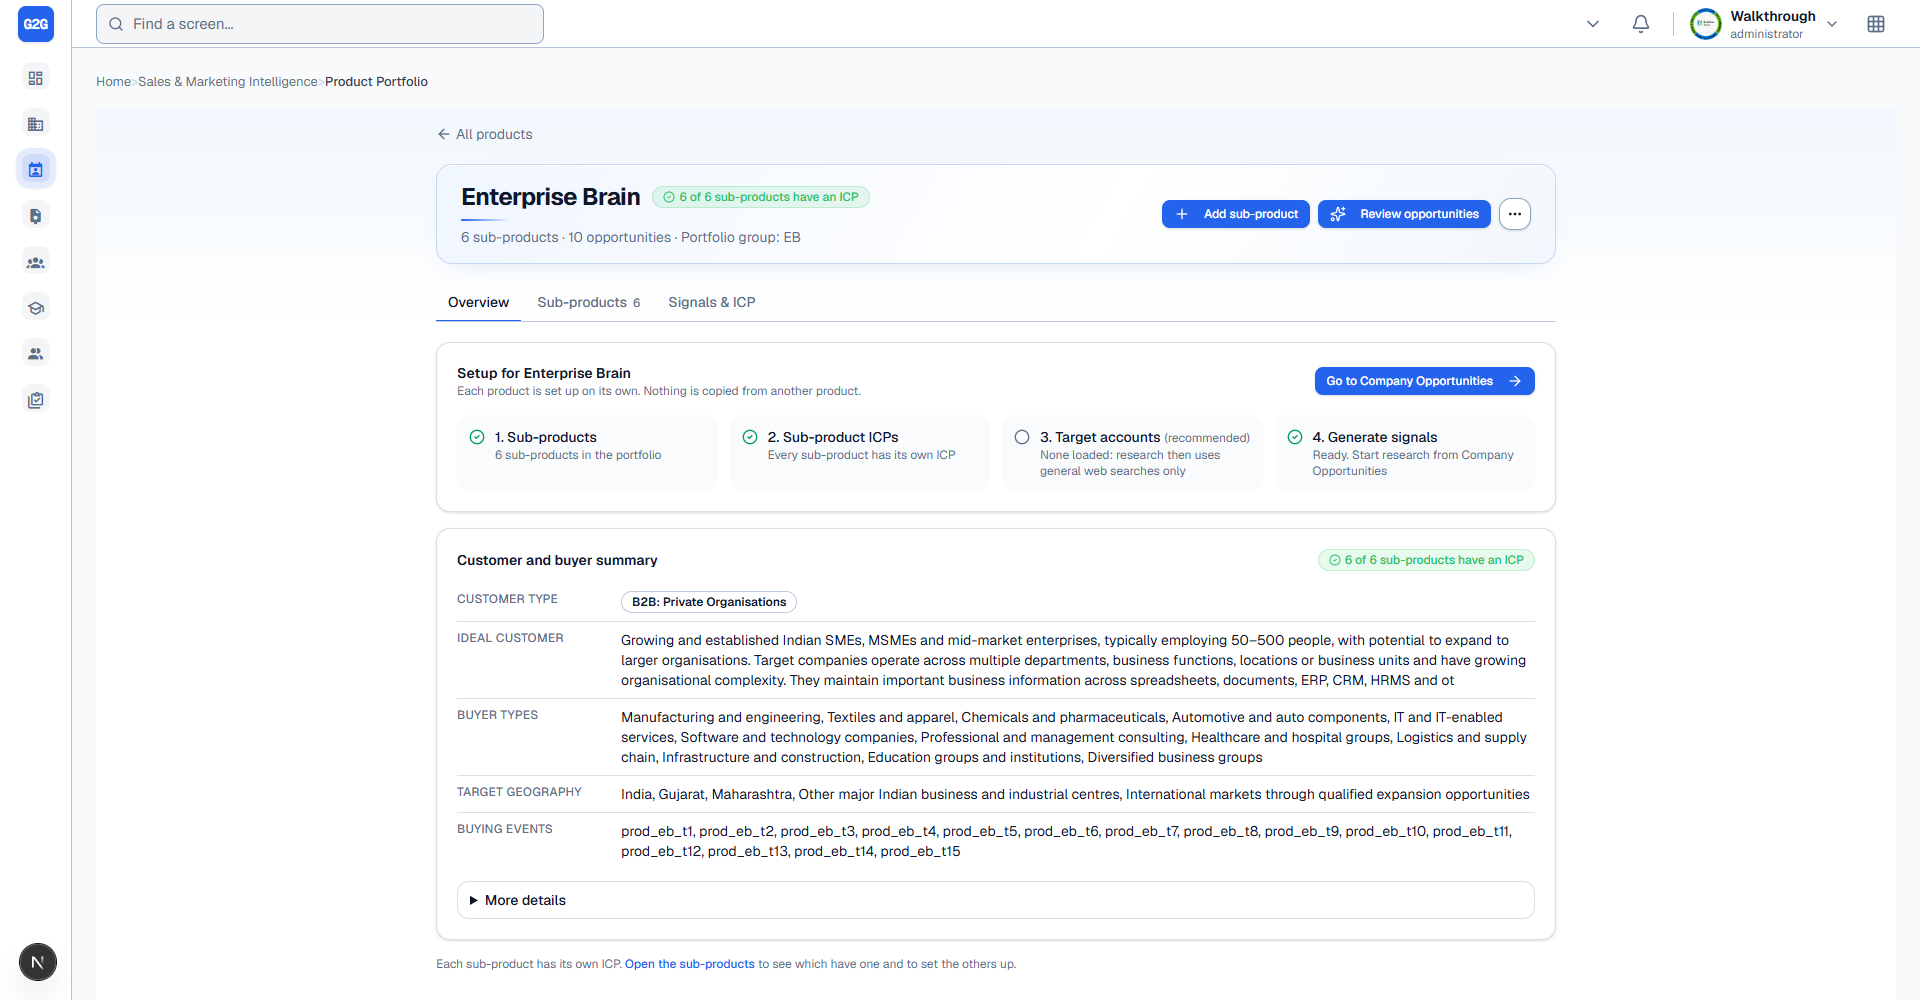 G2G
Find a screen...
Walkthrough
administrator
Home>Sales & Marketing Intelligence>Product Portfolio
← All products
Enterprise Brain
6 of 6 sub-products have an ICP
6 sub-products · 10 opportunities · Portfolio group: EB
+ Add sub-product
Review opportunities
...
Overview
Sub-products 6
Signals & ICP
Setup for Enterprise Brain
Each product is set up on its own. Nothing is copied from another product.
Go to Company Opportunities →
1. Sub-products
6 sub-products in the portfolio
2. Sub-product ICPs
Every sub-product has its own ICP
3. Target accounts (recommended)
None loaded: research then uses
general web searches only
4. Generate signals
Ready. Start research from Company
Opportunities
Customer and buyer summary
6 of 6 sub-products have an ICP
CUSTOMER TYPE
B2B: Private Organisations
IDEAL CUSTOMER
Growing and established Indian SMEs, MSMEs and mid-market enterprises, typically employing 50–500 people, with potential to expand to
larger organisations. Target companies operate across multiple departments, business functions, locations or business units and have growing
organisational complexity. They maintain important business information across spreadsheets, documents, ERP, CRM, HRMS and ot
BUYER TYPES
Manufacturing and engineering, Textiles and apparel, Chemicals and pharmaceuticals, Automotive and auto components, IT and IT-enabled
services, Software and technology companies, Professional and management consulting, Healthcare and hospital groups, Logistics and supply
chain, Infrastructure and construction, Education groups and institutions, Diversified business groups
TARGET GEOGRAPHY
India, Gujarat, Maharashtra, Other major Indian business and industrial centres, International markets through qualified expansion opportunities
BUYING EVENTS
prod_eb_t1, prod_eb_t2, prod_eb_t3, prod_eb_t4, prod_eb_t5, prod_eb_t6, prod_eb_t7, prod_eb_t8, prod_eb_t9, prod_eb_t10, prod_eb_t11,
prod_eb_t12, prod_eb_t13, prod_eb_t14, prod_eb_t15
▶ More details
Each sub-product has its own ICP. Open the sub-products to see which have one and to set the others up.
N